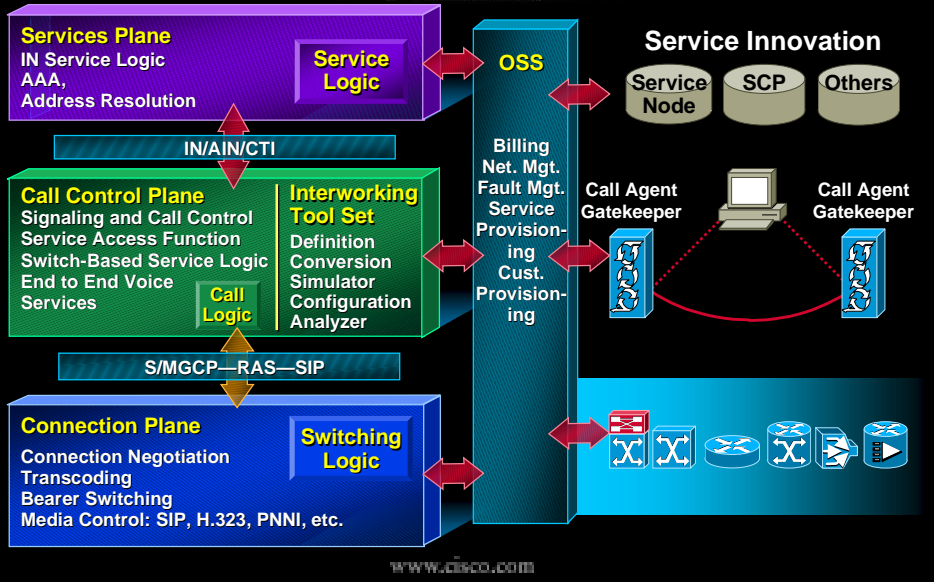 Services Plane
IN Service Logic
AAA,
Address Resolution
Service
Logic
IN/AIN/CTI
Call Control Plane
Signaling and Call Control
Service Access Function
Switch-Based Service Logic
End to End Voice
Services
Call
Logic
Interworking
Tool Set
Definition
Conversion
Simulator
Configuration
Analyzer
S/MGCP—RAS—SIP
Connection Plane
Connection Negotiation
Transcoding
Bearer Switching
Media Control: SIP, H.323, PNNI, etc.
Switching
Logic
OSS
Billing
Net. Mgt.
Fault Mgt.
Service
Provision-
ing
Cust.
Provision-
ing
Service Innovation
Service
Node
SCP
Others
Call Agent
Gatekeeper
Call Agent
Gatekeeper
www.cisco.com